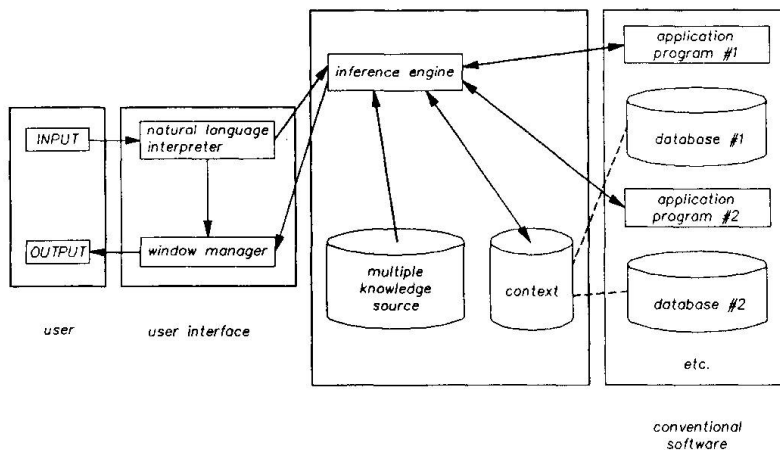 INPUT
OUTPUT
user
natural language
interpreter
window manager
user interface
inference engine
multiple
knowledge
source
context
application
program #1
database #1
application
program #2
database #2
etc.
conventional
software